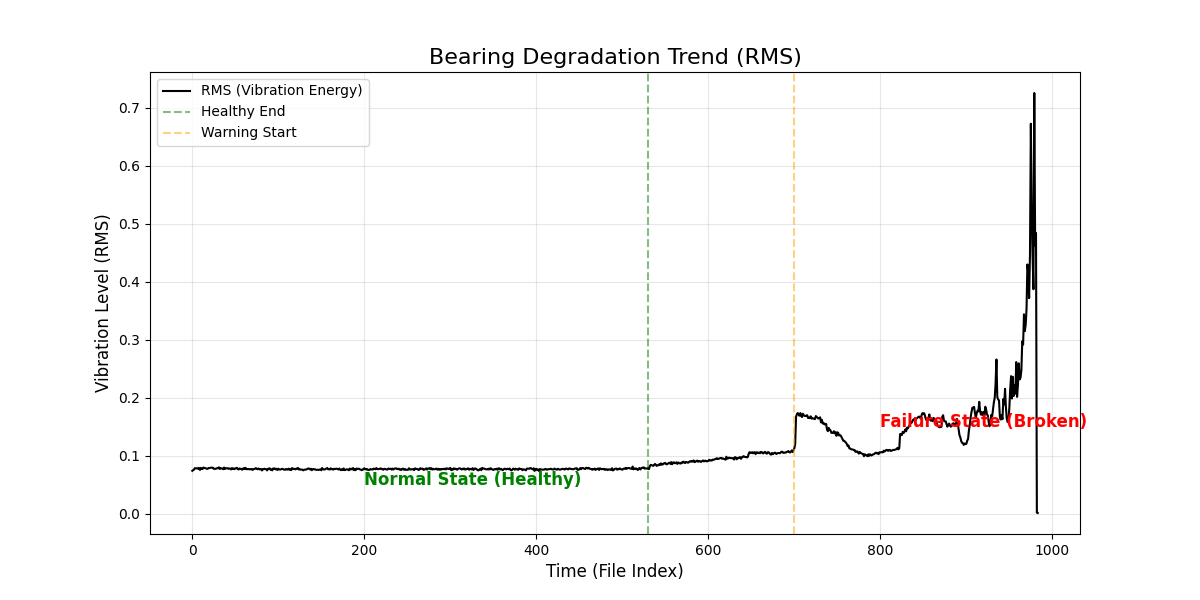 Bearing Degradation Trend (RMS)
RMS (Vibration Energy)
Healthy End
Warning Start
Vibration Level (RMS)
0.7
0.6
0.5
0.4
0.3
0.2
0.1
0.0
Failure State (Broken)
Normal State (Healthy)
0
200
400
600
800
1000
Time (File Index)